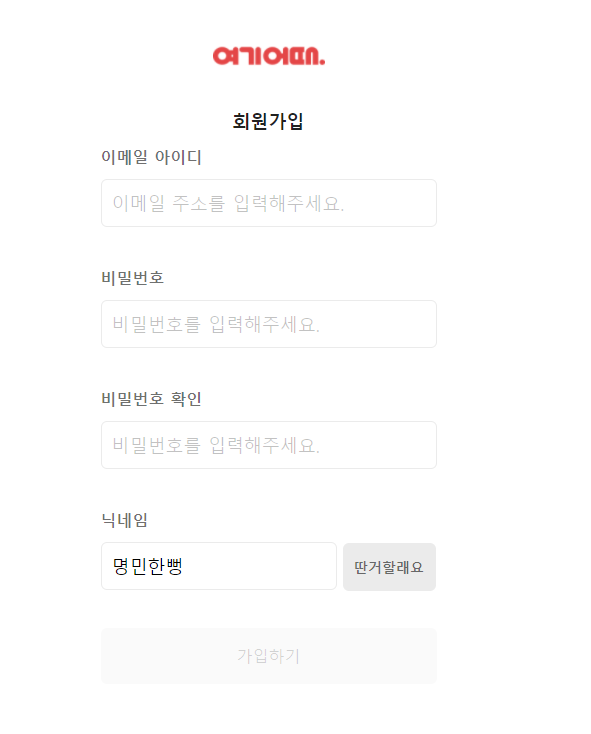 여기어때.
회원가입
이메일 아이디
이메일 주소를 입력해주세요.
비밀번호
비밀번호를 입력해주세요.
비밀번호 확인
비밀번호를 입력해주세요.
닉네임
명민한뻥 딴거할래요
가입하기